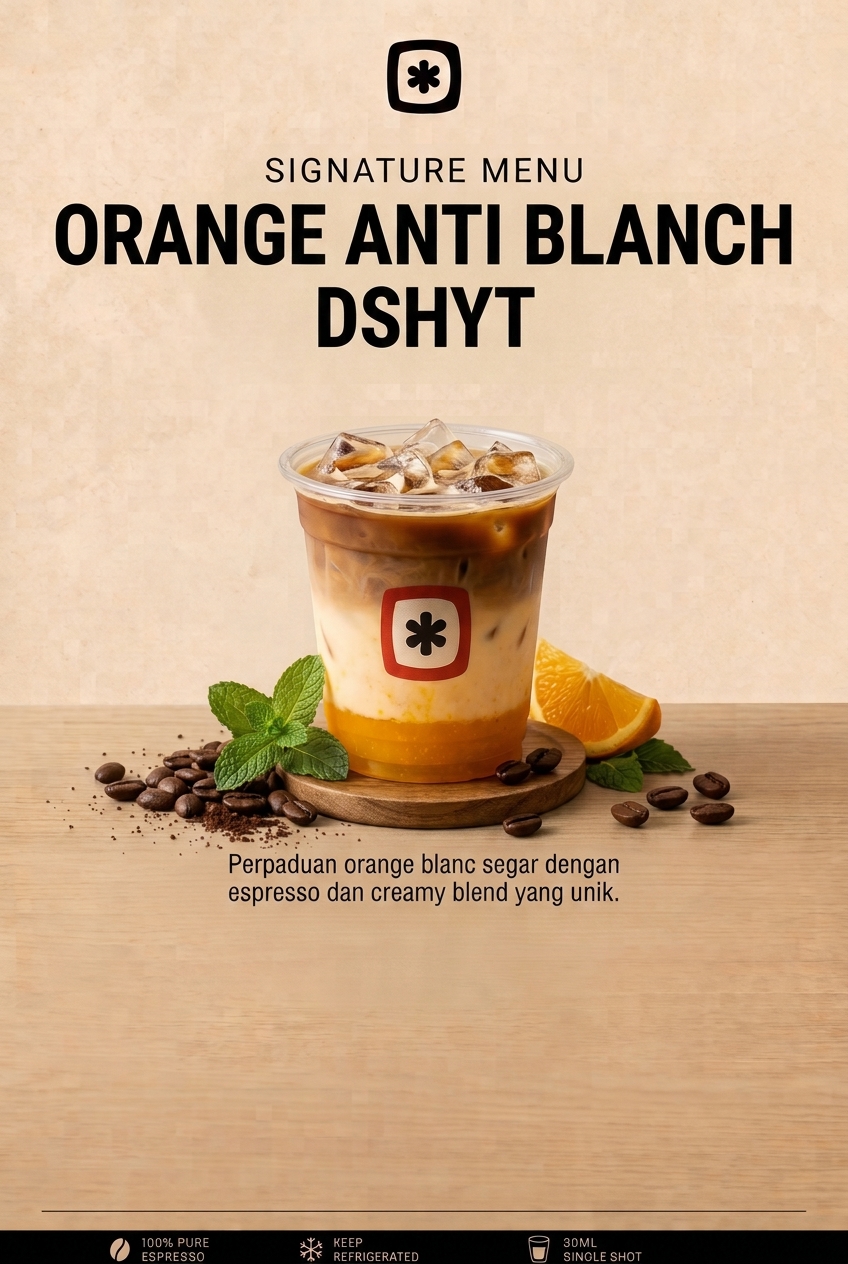 SIGNATURE MENU
ORANGE ANTI BLANCH
DSHYT
Perpaduan orange blanc segar dengan
espresso dan creamy blend yang unik.
100% PURE
ESPRESSO
KEEP
REFRIGERATED
30ML
SINGLE SHOT